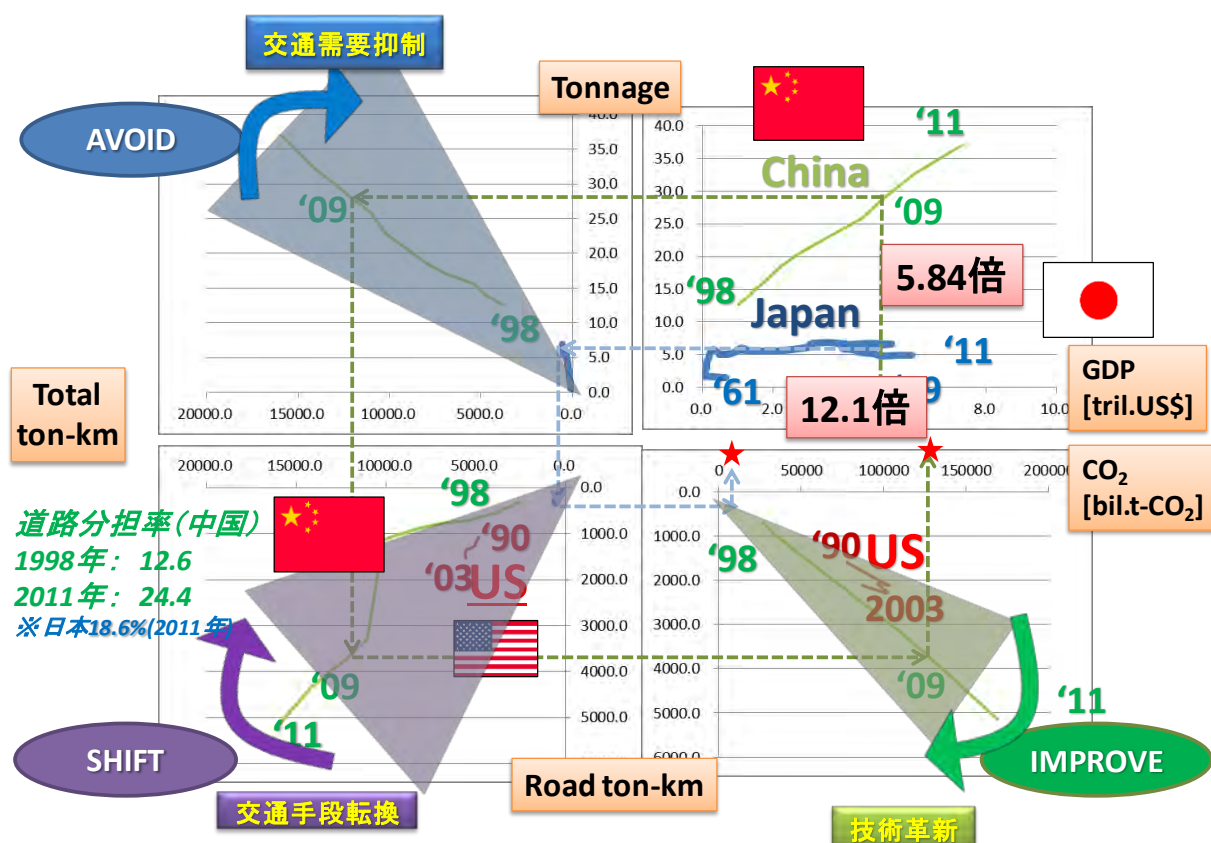 交通需要抑制
AVOID
Tonnage
40.0
35.0
30.0
25.0
20.0
15.0
10.0
5.0
0.0
20000.0 15000.0 10000.0 5000.0 0.0
'09
'98
40.0
35.0
30.0
25.0
20.0
15.0
10.0
5.0
0.0
0.0 2.0 8.0 10.0
'11
China
'09
'98
5.84倍
Japan
'11
'61
12.1倍
GDP
[tril.US$]
Total
ton-km
20000.0 15000.0 10000.0 5000.0 0.0
0.0
1000.0
2000.0
3000.0
4000.0
5000.0
'98
'90
'03 US
'09
'11
道路分担率(中国)
1998年: 12.6
2011年: 24.4
※日本18.6%(2011年)
SHIFT
交通手段転換
Road ton-km
0 50000 100000 150000 200000
0.0
1000.0
2000.0
3000.0
4000.0
5000.0
6000.0
'98
'90 US
2003
'09
'11
CO2
[bil.t-CO2]
IMPROVE
技術革新